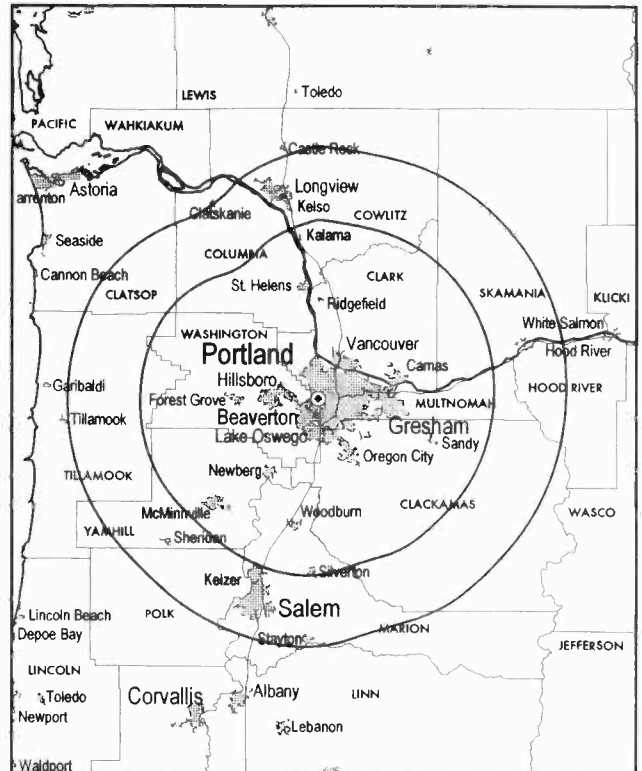 LEWIS
Toledo
PACIFIC
WAHKIAKUM
Castle Rock
arrenton
Astoria
Longview
Kelso
Clatskanie
COWLITZ
Seaside
Kalama
COLUMBIA
Cannon Beach
CLARK
CLATSOP
St. Helens
SKAMANIA
KLICKI
Ridgefield
White Salmon
WASHINGTON
Vancouver
Hood River
Portland
Camas
Garibaldi
Hillsboro
HOOD RIVER
Forest Grove
MULTNOMAH
Tillamook
Beaverton
Gresham
Lake Oswego
Sandy
Oregon City
TILLAMOOK
Newberg
CLACKAMAS
McMinnville
Woodburn
WASCO
YAMHILL
Sheridan
Keizer
Silverton
Lincoln Beach
POLK
Salem
Depoe Bay
Stayton
MARION
JEFFERSON
LINCOLN
Toledo
Corvallis
Albany
LINN
Newport
Lebanon
Waldport